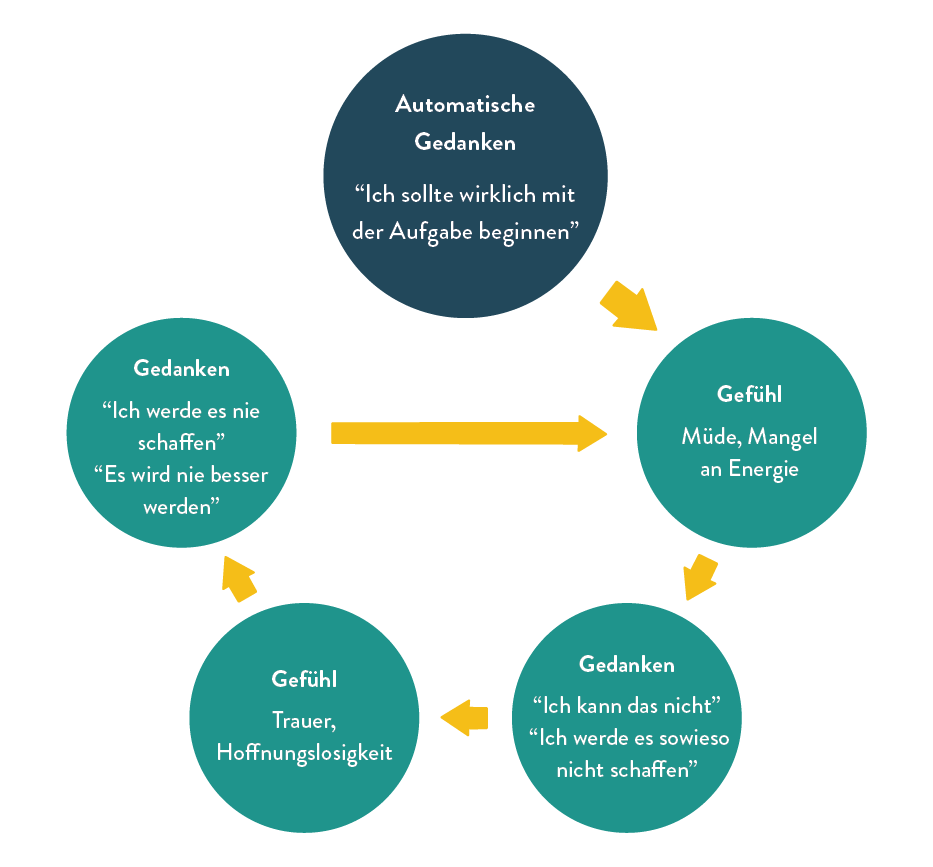 Automatische
Gedanken
“Ich sollte wirklich mit
der Aufgabe beginnen”
Gefühl
Müde, Mangel
an Energie
Gedanken
“Ich kann das nicht”
“Ich werde es sowieso
nicht schaffen”
Gefühl
Trauer,
Hoffnungslosigkeit
Gedanken
“Ich werde es nie
schaffen”
“Es wird nie besser
werden”